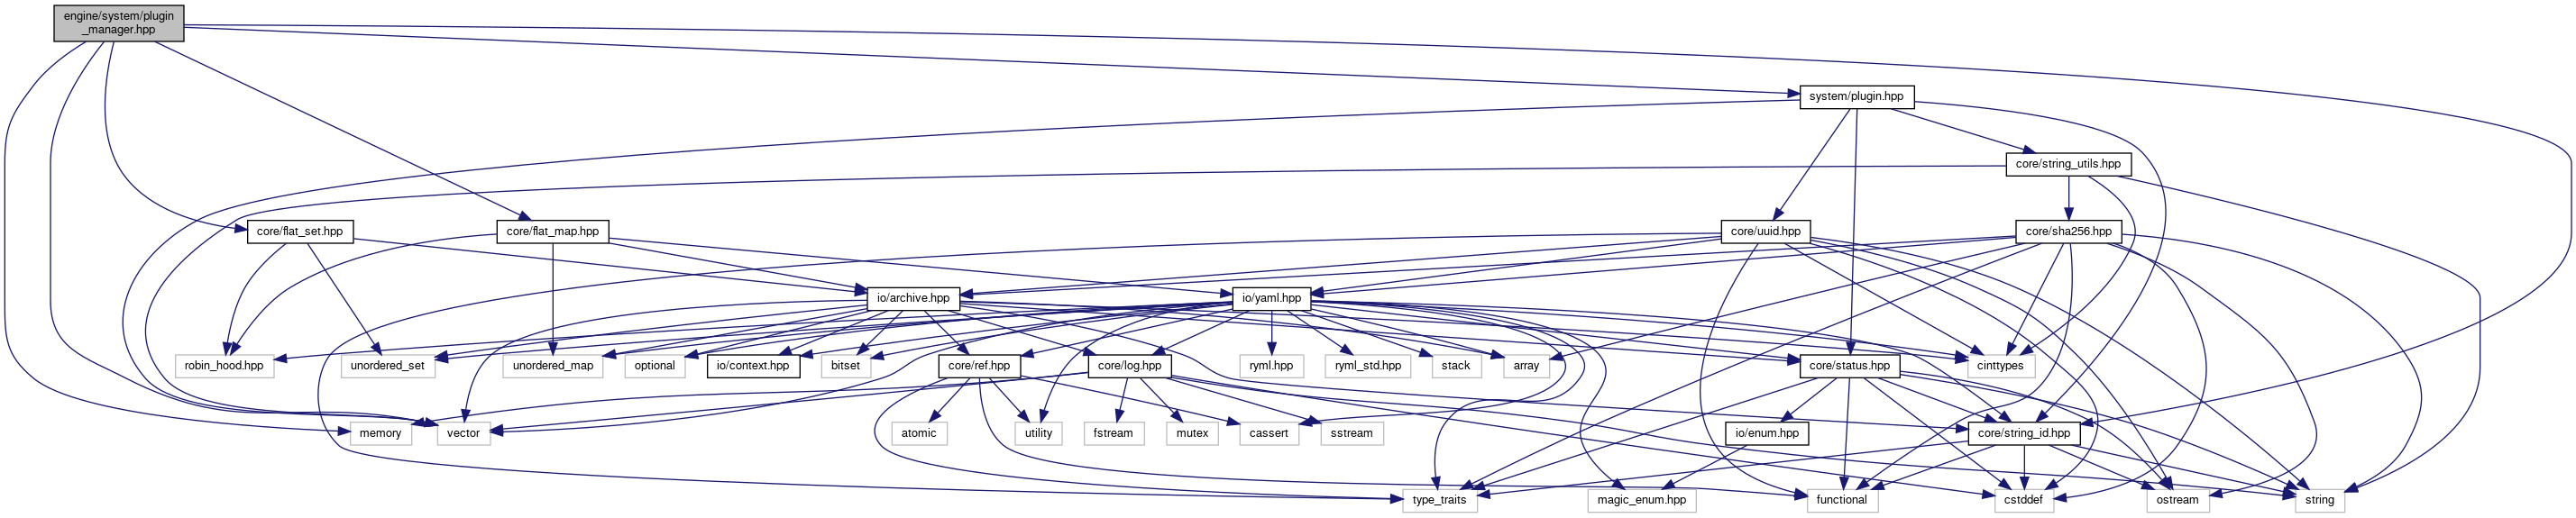 engine/system/plugin
_manager.hpp
system/plugin.hpp
core/string_utils.hpp
core/flat_set.hpp
core/flat_map.hpp
core/uuid.hpp
core/sha256.hpp
io/archive.hpp
io/yaml.hpp
robin_hood.hpp
unordered_set
unordered_map
optional
io/context.hpp
bitset
core/ref.hpp
core/log.hpp
ryml.hpp
ryml_std.hpp
stack
array
core/status.hpp
cinttypes
memory
vector
atomic
utility
fstream
mutex
cassert
sstream
io/enum.hpp
core/string_id.hpp
type_traits
magic_enum.hpp
functional
cstddef
ostream
string